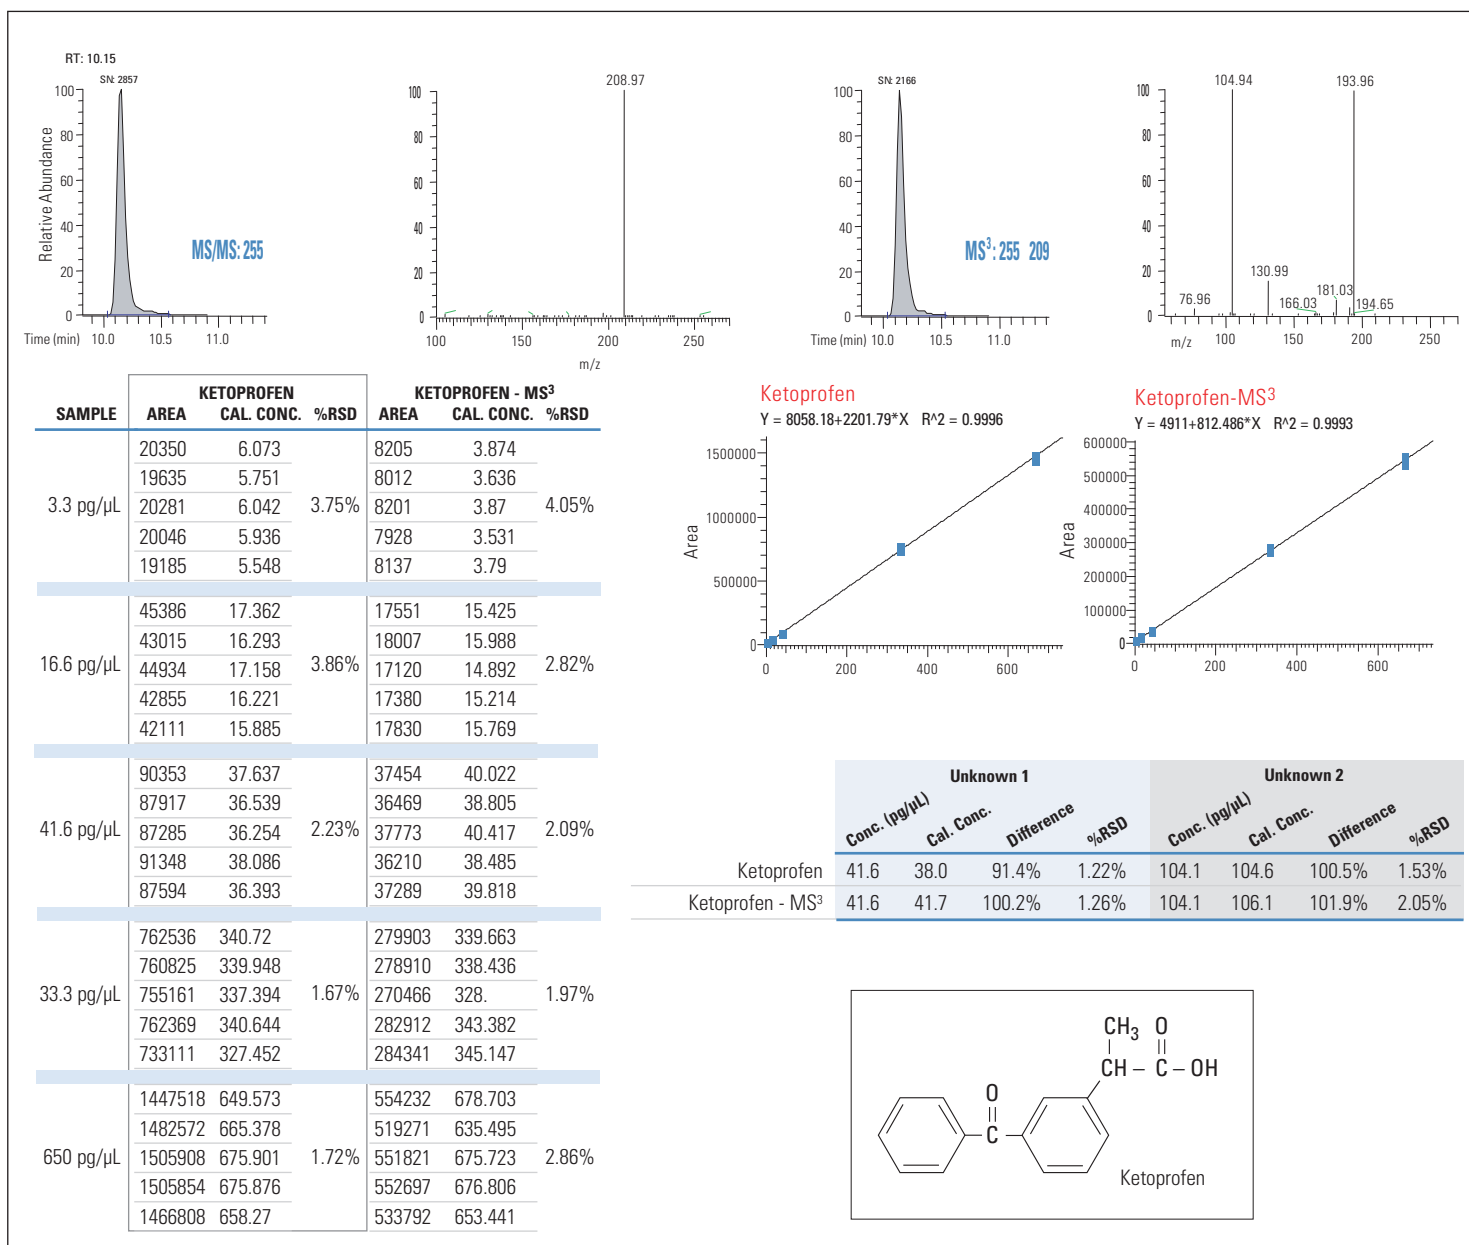 RT: 10.15
SN: 2857
100
80
60
40
20
0
Relative Abundance
MS/MS: 255
Time (min) 10.0 10.5 11.0
208.97
100
80
60
40
20
0
100 150 200 250
m/z
SN: 2166
100
80
60
40
20
0
MS³: 255 209
Time (min) 10.0 10.5 11.0
104.94 193.96
100
80
60
40
20
0
130.99
76.96
166.03
181.03
194.65
100 150 200 250
m/z
KETOPROFEN KETOPROFEN - MS³
SAMPLE AREA CAL. CONC. %RSD AREA CAL. CONC. %RSD
20350 6.073 8205 3.874
19635 5.751 8012 3.636
3.3 pg/µL 20281 6.042 3.75% 8201 3.87 4.05%
20046 5.936 7928 3.531
19185 5.548 8137 3.79
45386 17.362 17551 15.425
43015 16.293 18007 15.988
16.6 pg/µL 44934 17.158 3.86% 17120 14.892 2.82%
42855 16.221 17380 15.214
42111 15.885 17830 15.769
90353 37.637 37454 40.022
87917 36.539 36469 38.805
41.6 pg/µL 87285 36.254 2.23% 37773 40.417 2.09%
91348 38.086 36210 38.485
87594 36.393 37289 39.818
762536 340.72 279903 339.663
760825 339.948 278910 338.436
33.3 pg/µL 755161 337.394 1.67% 270466 328. 1.97%
762369 340.644 282912 343.382
733111 327.452 284341 345.147
1447518 649.573 554232 678.703
1482572 665.378 519271 635.495
650 pg/µL 1505908 675.901 1.72% 551821 675.723 2.86%
1505854 675.876 552697 676.806
1466808 658.27 533792 653.441
Ketoprofen
Y = 8058.18+2201.79*X R^2 = 0.9996
1500000
1000000
500000
0
Area
0 200 400 600
Ketoprofen-MS³
Y = 4911+812.486*X R^2 = 0.9993
600000
500000
400000
300000
200000
100000
0
Area
0 200 400 600
Unknown 1 Unknown 2
Conc. (pg/µL) Cal. Conc. Difference %RSD Conc. (pg/µL) Cal. Conc. Difference %RSD
Ketoprofen 41.6 38.0 91.4% 1.22% 104.1 104.6 100.5% 1.53%
Ketoprofen - MS³ 41.6 41.7 100.2% 1.26% 104.1 106.1 101.9% 2.05%
CH₃ O
CH – C – OH
O
C
Ketoprofen